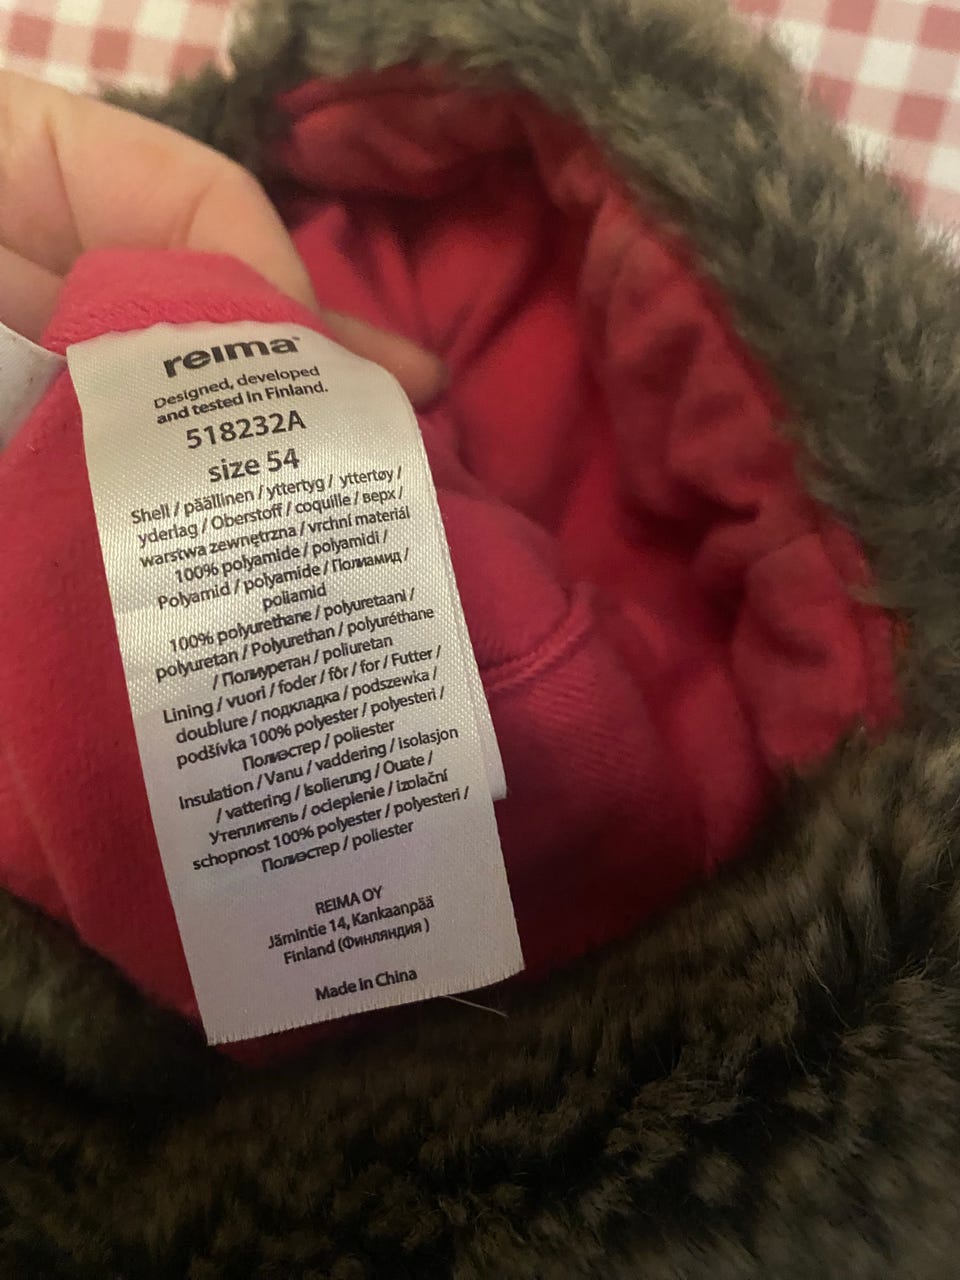 reima
Designed, developed
and tested in Finland.
518232A
size 54
Shell / päällinen / yttertyg / yttertøy /
yderlag / Oberstoff / coquille / верх /
warstwa zewnętrzna / vrchní materiál
100% polyamide / polyamidi /
Polyamid / polyamide / Полиамид /
poliamid
100% polyurethane / polyuretaani /
polyuretan / Polyurethan / polyuréthane
/ Полиуретан / poliuretan
Lining / vuori / foder / fôr / for / Futter /
doublure / подкладка / podszewka /
podšívka 100% polyester / polyesteri /
Полиэстер / poliester
Insulation / Vanu / vaddering / isolasjon
/ vattering / Isolierung / Ouate /
Утеплитель / ocieplenie / izolační
schopnost 100% polyester / polyesteri /
Полиэстер / poliester
REIMA OY
Jämintie 14, Kankaanpää
Finland (Финляндия )
Made in China